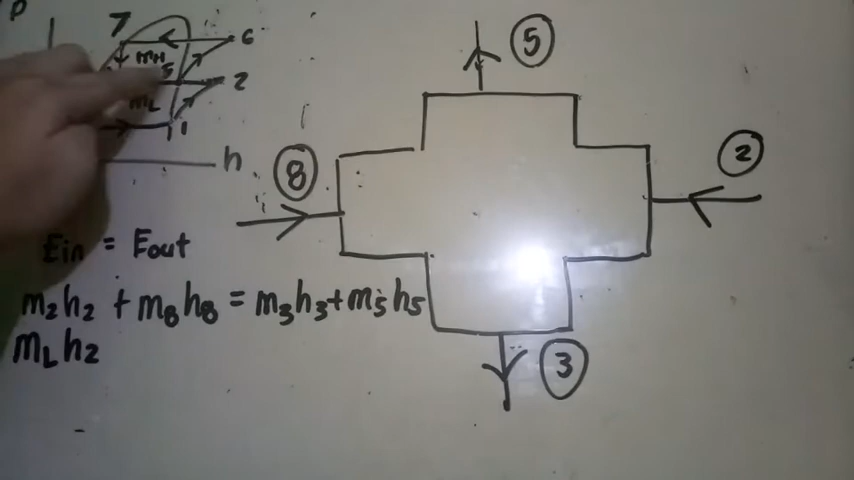 P
7
6
mH
5
2
mL
1
h
5
8
2
Ein = Eout
m2h2 + m8h8 = m3h3+m5h5
mLh2
3